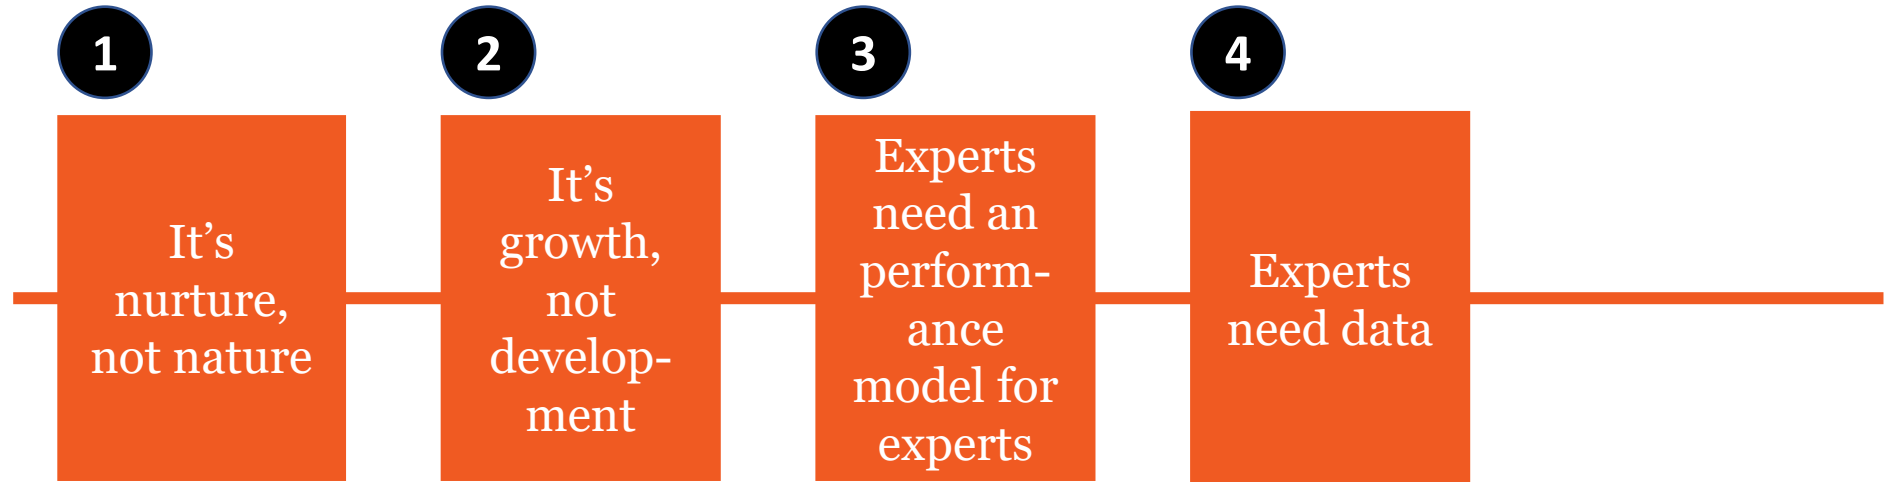 1
It’s
nurture,
not nature
2
It’s
growth,
not
develop-
ment
3
Experts
need an
perform-
ance
model for
experts
4
Experts
need data